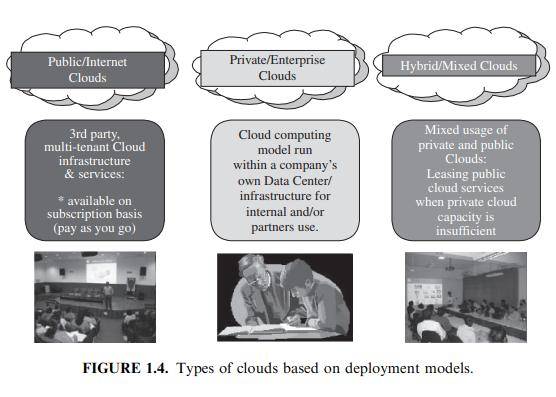 Public/Internet
Clouds
Private/Enterprise
Clouds
Hybrid/Mixed Clouds
3rd party,
multi-tenant Cloud
infrastructure
& services:
* available on
subscription basis
(pay as you go)
Cloud computing
model run
within a company's
own Data Center/
infrastructure for
internal and/or
partners use.
Mixed usage of
private and public
Clouds:
Leasing public
cloud services
when private cloud
capacity is
insufficient
FIGURE 1.4. Types of clouds based on deployment models.